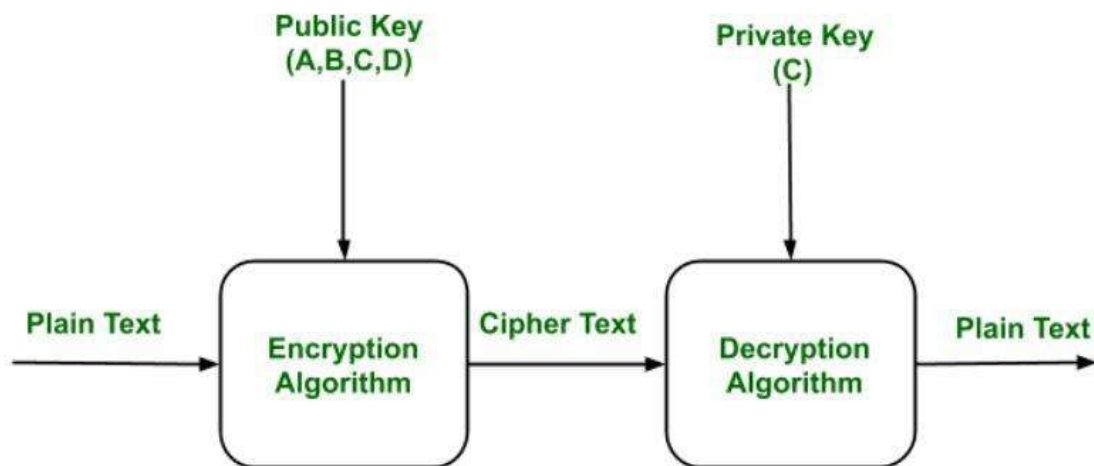 Public Key
(A,B,C,D)
Private Key
(C)
Plain Text
Encryption
Algorithm
Cipher Text
Decryption
Algorithm
Plain Text